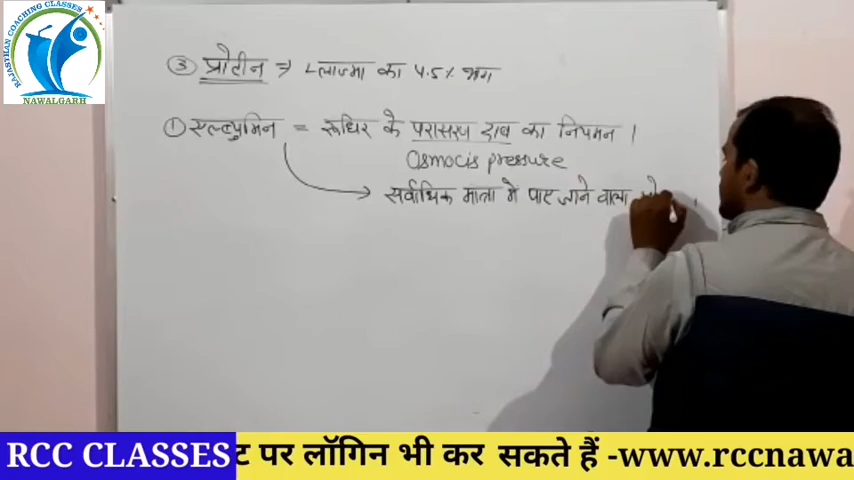 RAJASTHAN COACHING CLASSES
NAWALGARH
③ प्रोटीन ⇒ प्लाज्मा का 4.5% भाग
① एल्ब्युमिन = रूधिर के परासरण दाब का नियमन ।
Osmocis pressure
सर्वाधिक मात्रा मे पाए जाने वाला
RCC CLASSES
ट पर लॉगिन भी कर सकते हैं -www.rccnawa